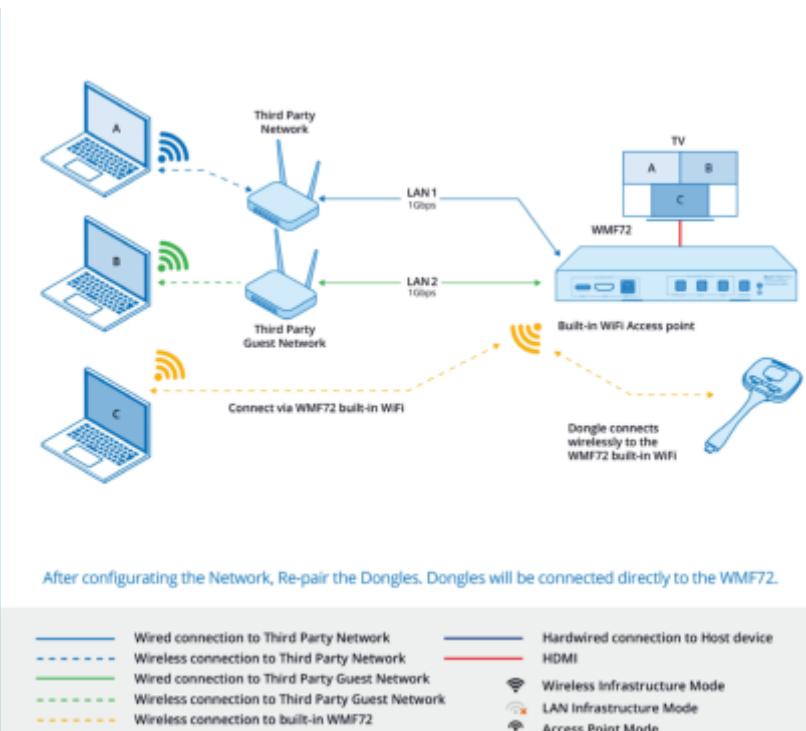 A
Third Party
Network
TV
A
B
C
LAN 1
1Gbps
WMF72
B
LAN 2
1Gbps
Third Party
Guest Network
Built-in WiFi Access point
C
Connect via WMF72 built-in WiFi
Dongle connects
wirelessly to the
WMF72 built-in WiFi
After configurating the Network, Re-pair the Dongles. Dongles will be connected directly to the WMF72.
Wired connection to Third Party Network
Wireless connection to Third Party Network
Wired connection to Third Party Guest Network
Wireless connection to Third Party Guest Network
Wireless connection to built-in WMF72
Hardwired connection to Host device
HDMI
Wireless Infrastructure Mode
LAN Infrastructure Mode
Access Point Mode